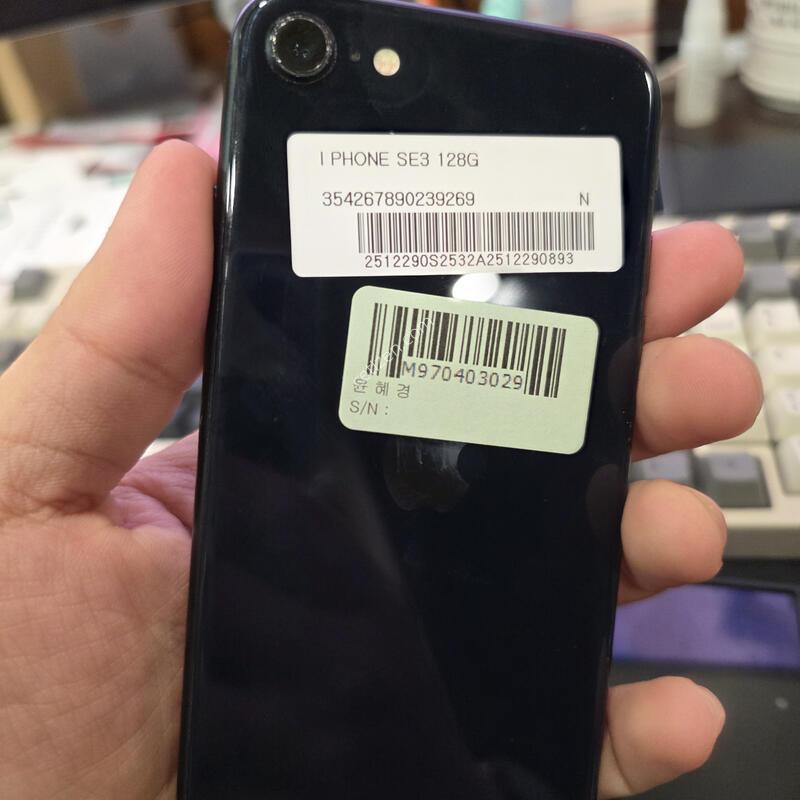 I PHONE SE3 128G
354267890239269 N
2512290S2532A2512290893
M970403029
윤 혜 경
S/N :